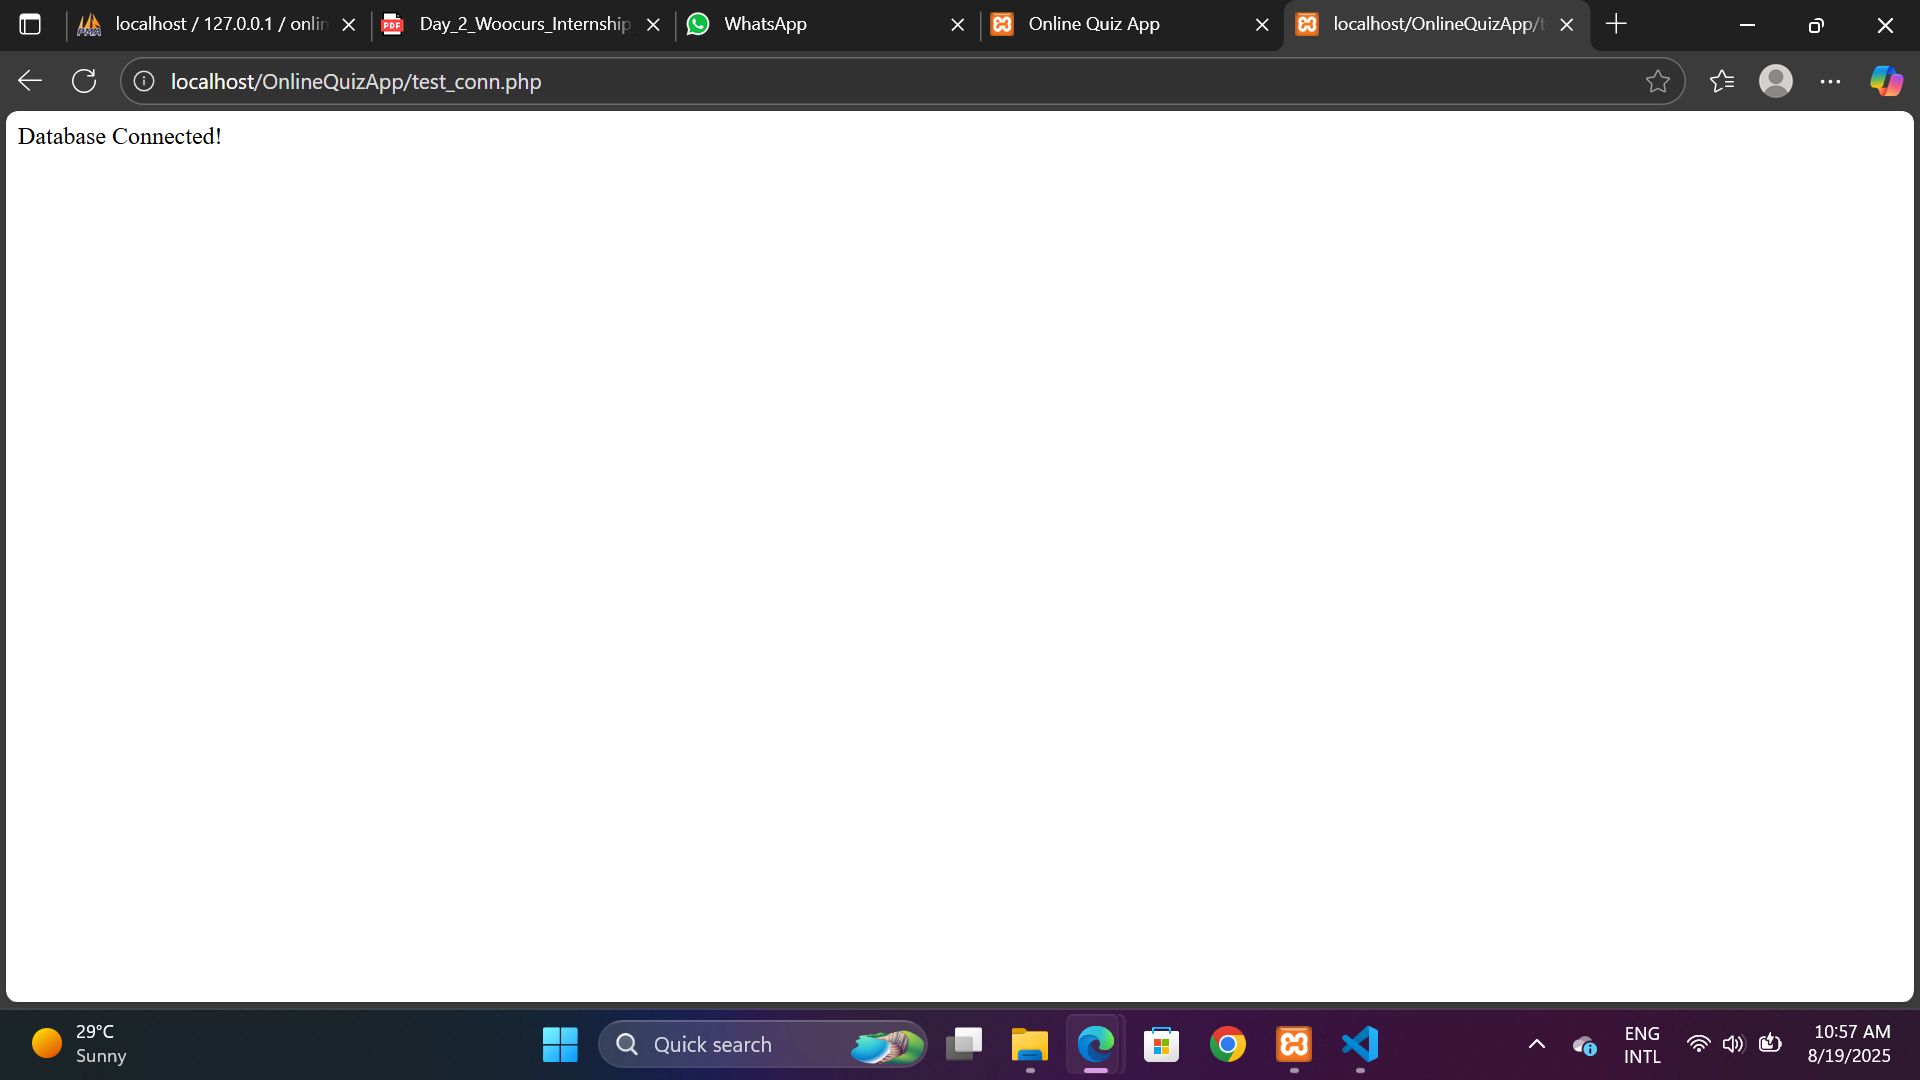 localhost / 127.0.0.1 / onlin
Day_2_Woocurs_Internship
WhatsApp
Online Quiz App
localhost/OnlineQuizApp/t
localhost/OnlineQuizApp/test_conn.php
Database Connected!
29°C
Sunny
Quick search
ENG
INTL
10:57 AM
8/19/2025